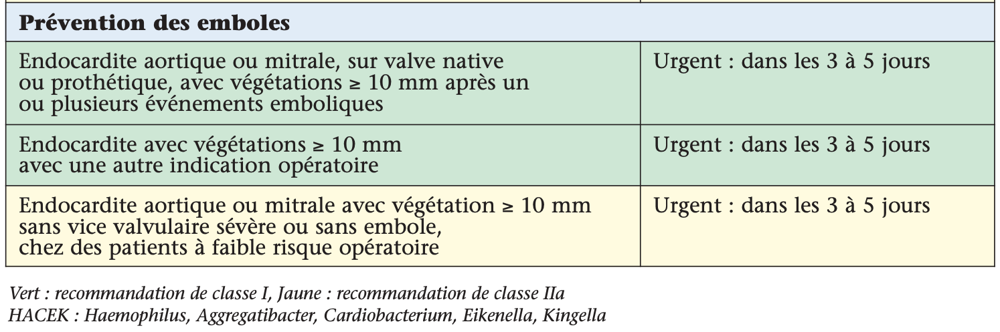 Prévention des emboles
Endocardite aortique ou mitrale, sur valve native
ou prothétique, avec végétations ≥ 10 mm après un
ou plusieurs événements emboliques
Urgent : dans les 3 à 5 jours
Endocardite avec végétations ≥ 10 mm
avec une autre indication opératoire
Urgent : dans les 3 à 5 jours
Endocardite aortique ou mitrale avec végétation ≥ 10 mm
sans vice valvulaire sévère ou sans embole,
chez des patients à faible risque opératoire
Urgent : dans les 3 à 5 jours
Vert : recommandation de classe I, Jaune : recommandation de classe IIa
HACEK : Haemophilus, Aggregatibacter, Cardiobacterium, Eikenella, Kingella